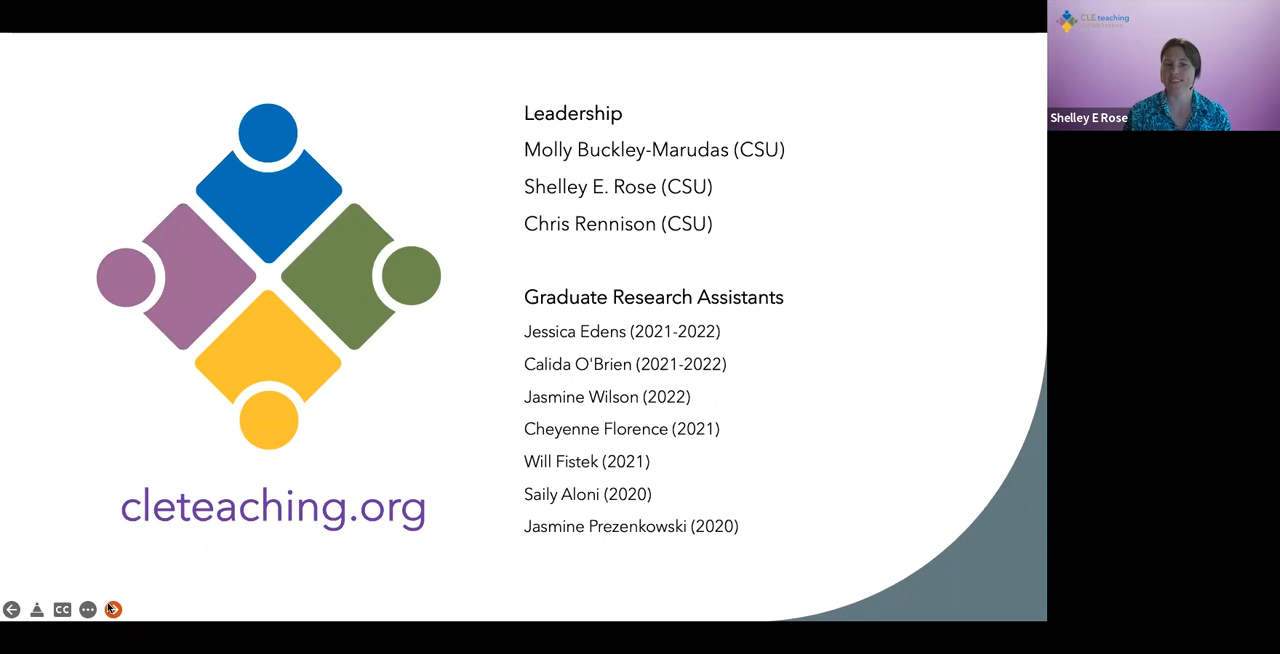 Leadership
Molly Buckley-Marudas (CSU)
Shelley E. Rose (CSU)
Chris Rennison (CSU)
Graduate Research Assistants
Jessica Edens (2021-2022)
Calida O'Brien (2021-2022)
Jasmine Wilson (2022)
Cheyenne Florence (2021)
Will Fistek (2021)
Saily Aloni (2020)
Jasmine Prezenkowski (2020)
cleteaching.org
CC
CLE teaching
Shelley E Rose